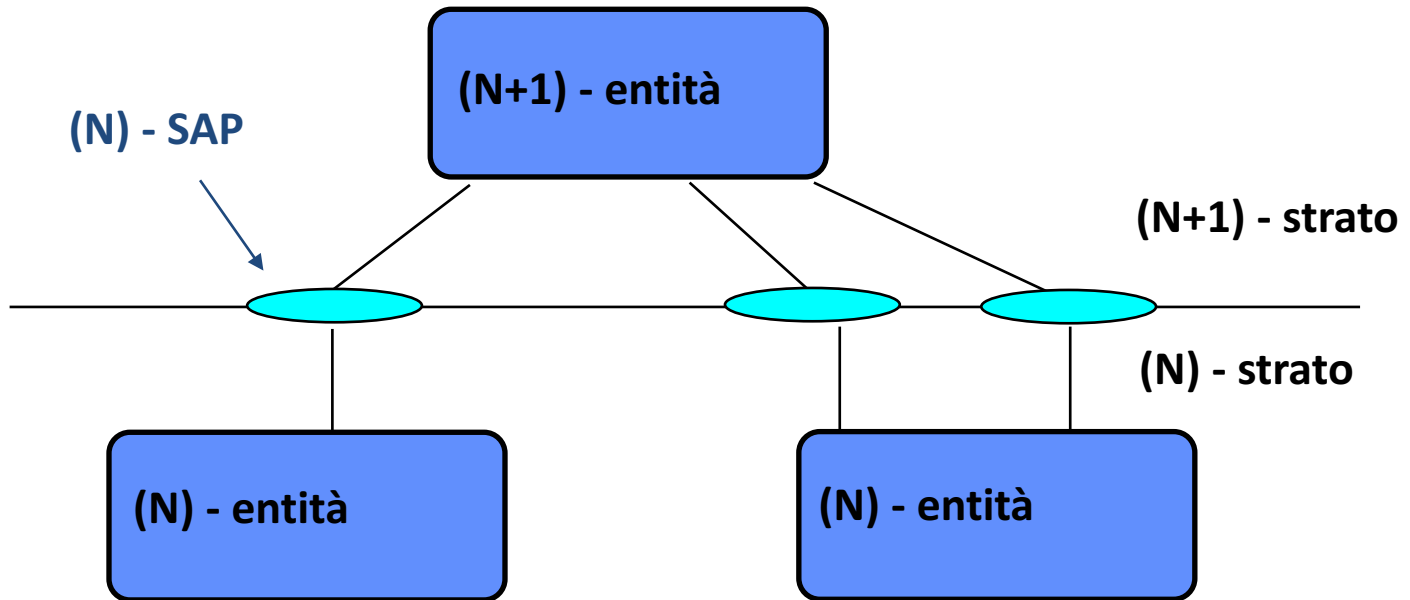 (N+1) - entità
(N) - SAP
(N+1) - strato
(N) - strato
(N) - entità
(N) - entità